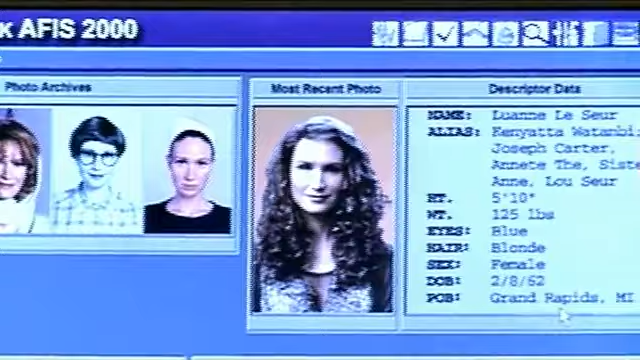 AFIS 2000
Photo Archives
Most Recent Photo
Descriptor Data
NAME: Luanne Le Seur
ALIAS: Kenyatta
Joseph Carter,
Annete The,
Anne, Lou Seur
HT. 5'10"
WT. 125 lbs
EYES: Blue
HAIR: Blonde
SEX: Female
DOB: 2/8/62
POB: Grand Rapids, MI